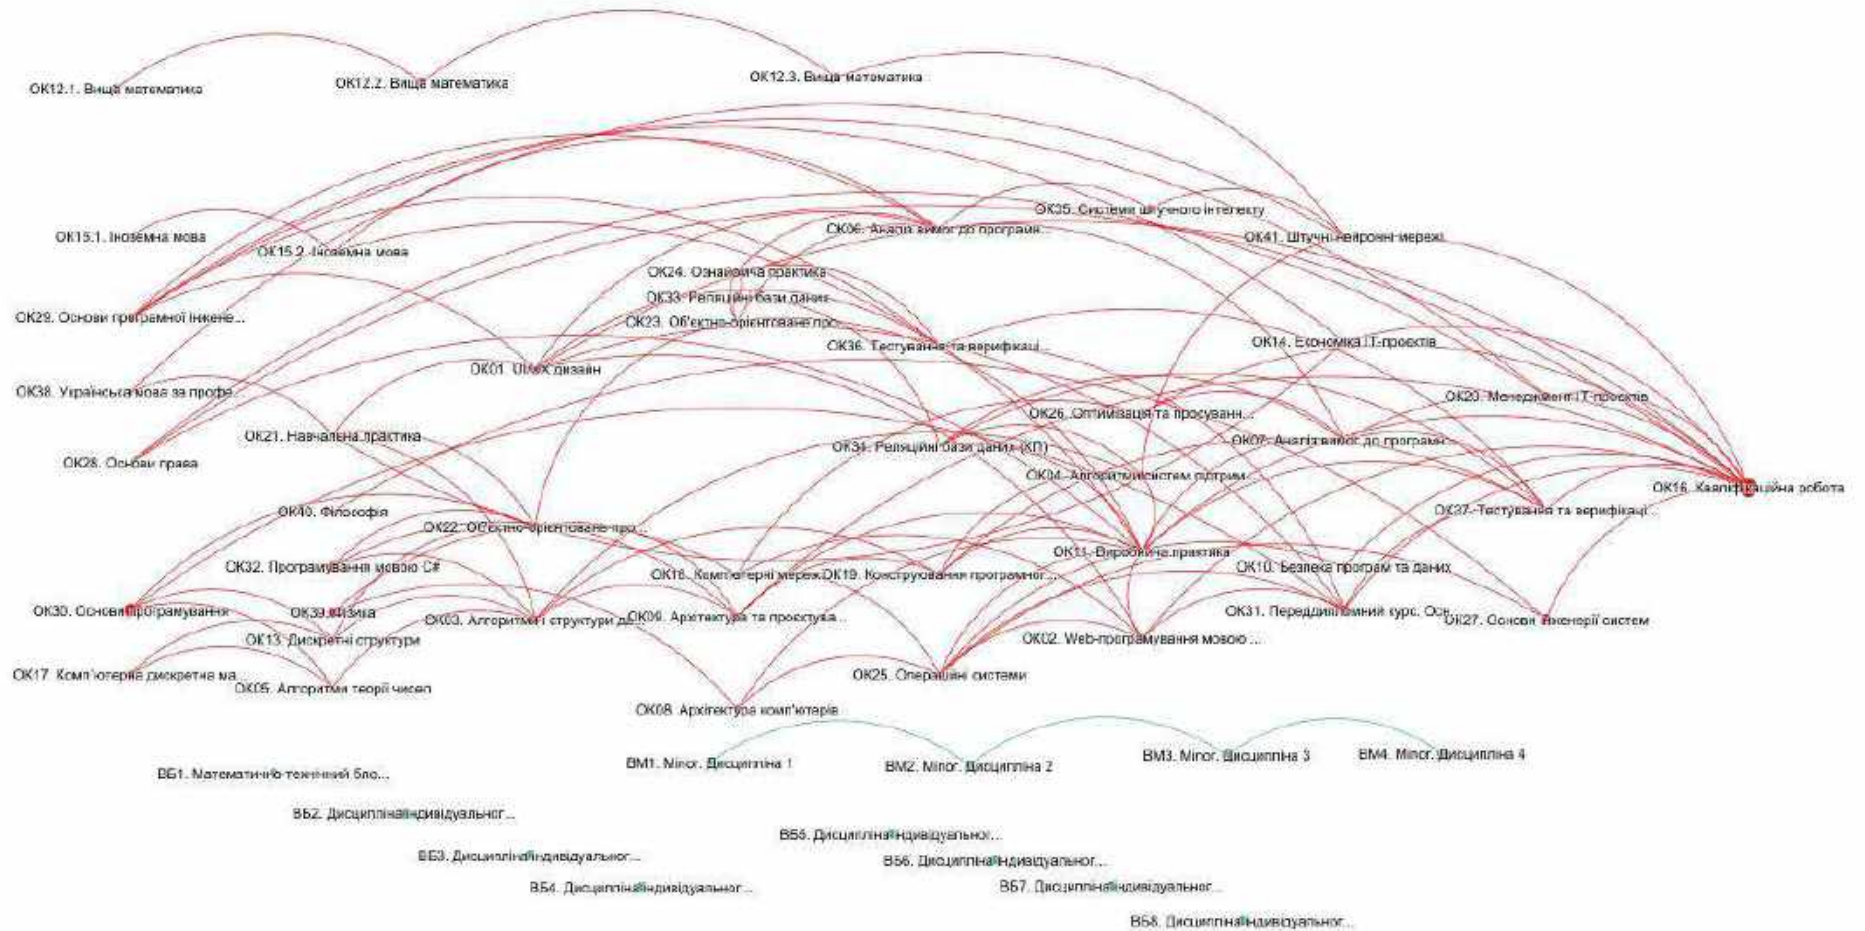 ОК12.1. Вища математика
ОК12.2. Вища математика
ОК12.3. Вища математика
ОК15.1. Іноземна мова
ОК15.2. Іноземна мова
ОК35. Системи штучного інтелекту
ОК06. Аналіз вимог до програм...
ОК41. Штучні нейронні мережі
ОК24. Ознайомча практика
ОК33. Реляційні бази даних
ОК29. Основи програмної інжене...
ОК23. Об'єктно-орієнтоване про...
ОК36. Тестування та верифікаці...
ОК14. Економіка ІТ-проєктів
ОК01. UI/UX дизайн
ОК38. Українська мова за профе...
ОК20. Менеджмент ІТ-проєктів
ОК26. Оптимізація та просуванн...
ОК21. Навчальна практика
ОК07. Аналіз вимог до програмн...
ОК34. Реляційні бази даних (КП)
ОК28. Основи права
ОК04. Алгоритми систем підтрим...
ОК16. Кваліфікаційна робота
ОК40. Філософія
ОК37. Тестування та верифікаці...
ОК22. Об'єктно-орієнтоване про...
ОК11. Виробнича практика
ОК32. Програмування мовою C#
ОК18. Комп'ютерні мереж
ОК19. Конструювання програмног...
ОК10. Безпека програм та даних
ОК30. Основи програмування
ОК39. Фізика
ОК03. Алгоритми і структури да
ОК09. Архітектура та проєктува...
ОК31. Переддипломний курс. Осн...
ОК27. Основи інженерії систем
ОК13. Дискретні структури
ОК02. Web-програмування мовою ...
ОК17. Комп'ютерна дискретна ма...
ОК05. Алгоритми теорії чисел
ОК25. Операційні системи
ОК08. Архітектура комп'ютерів
ВМ1. Minor. Дисципліна 1
ВМ2. Minor. Дисципліна 2
ВМ3. Minor. Дисципліна 3
ВМ4. Minor. Дисципліна 4
ВБ1. Математично-технічний бло...
ВБ2. Дисципліна індивідуальног...
ВБ5. Дисципліна індивідуальног...
ВБ3. Дисципліна індивідуальног...
ВБ6. Дисципліна індивідуальног...
ВБ4. Дисципліна індивідуальног...
ВБ7. Дисципліна індивідуальног...
ВБ8. Дисципліна індивідуальног...